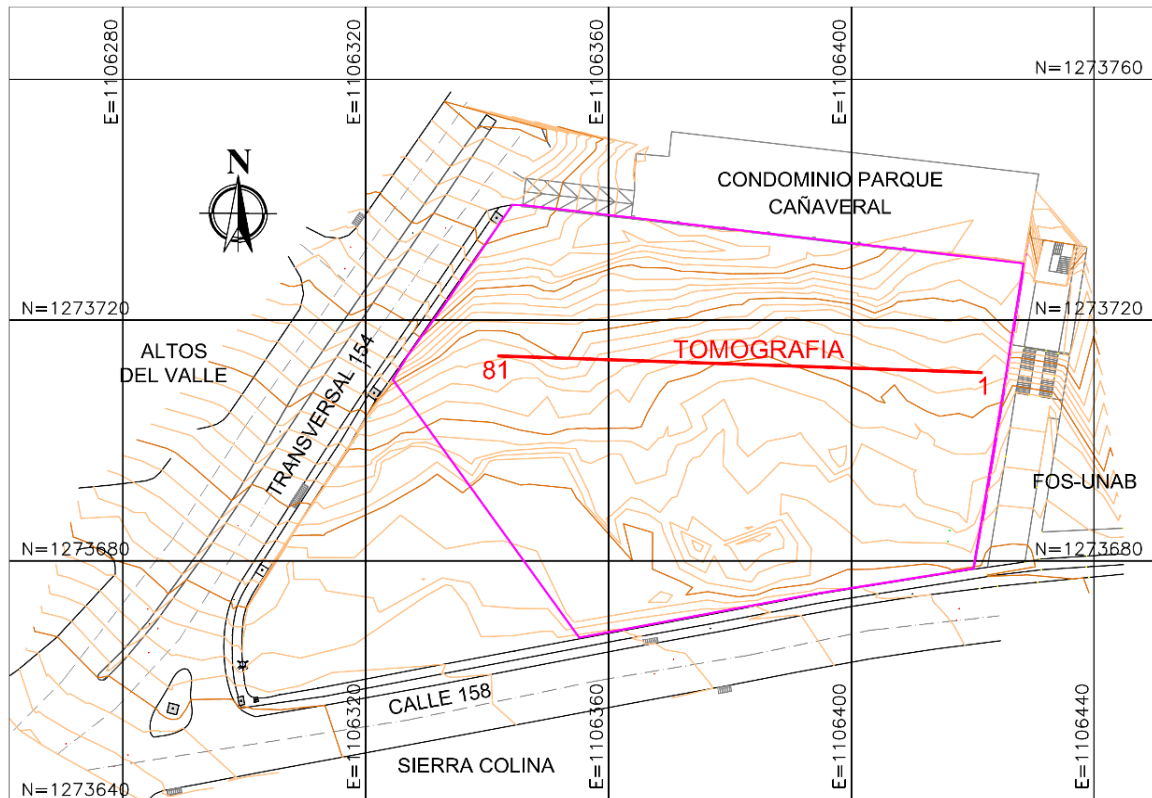 E=1106280
E=1106320
E=1106360
E=1106400
N=1273760
N
CONDOMINIO PARQUE
CAÑAVERAL
N=1273720
N=1273720
ALTOS
DEL VALLE
TRANSVERSAL 154
TOMOGRAFIA
81
1
FOS-UNAB
N=1273680
N=1273680
CALLE 158
SIERRA COLINA
E=1106320
E=1106360
E=1106400
E=1106440
N=1273640